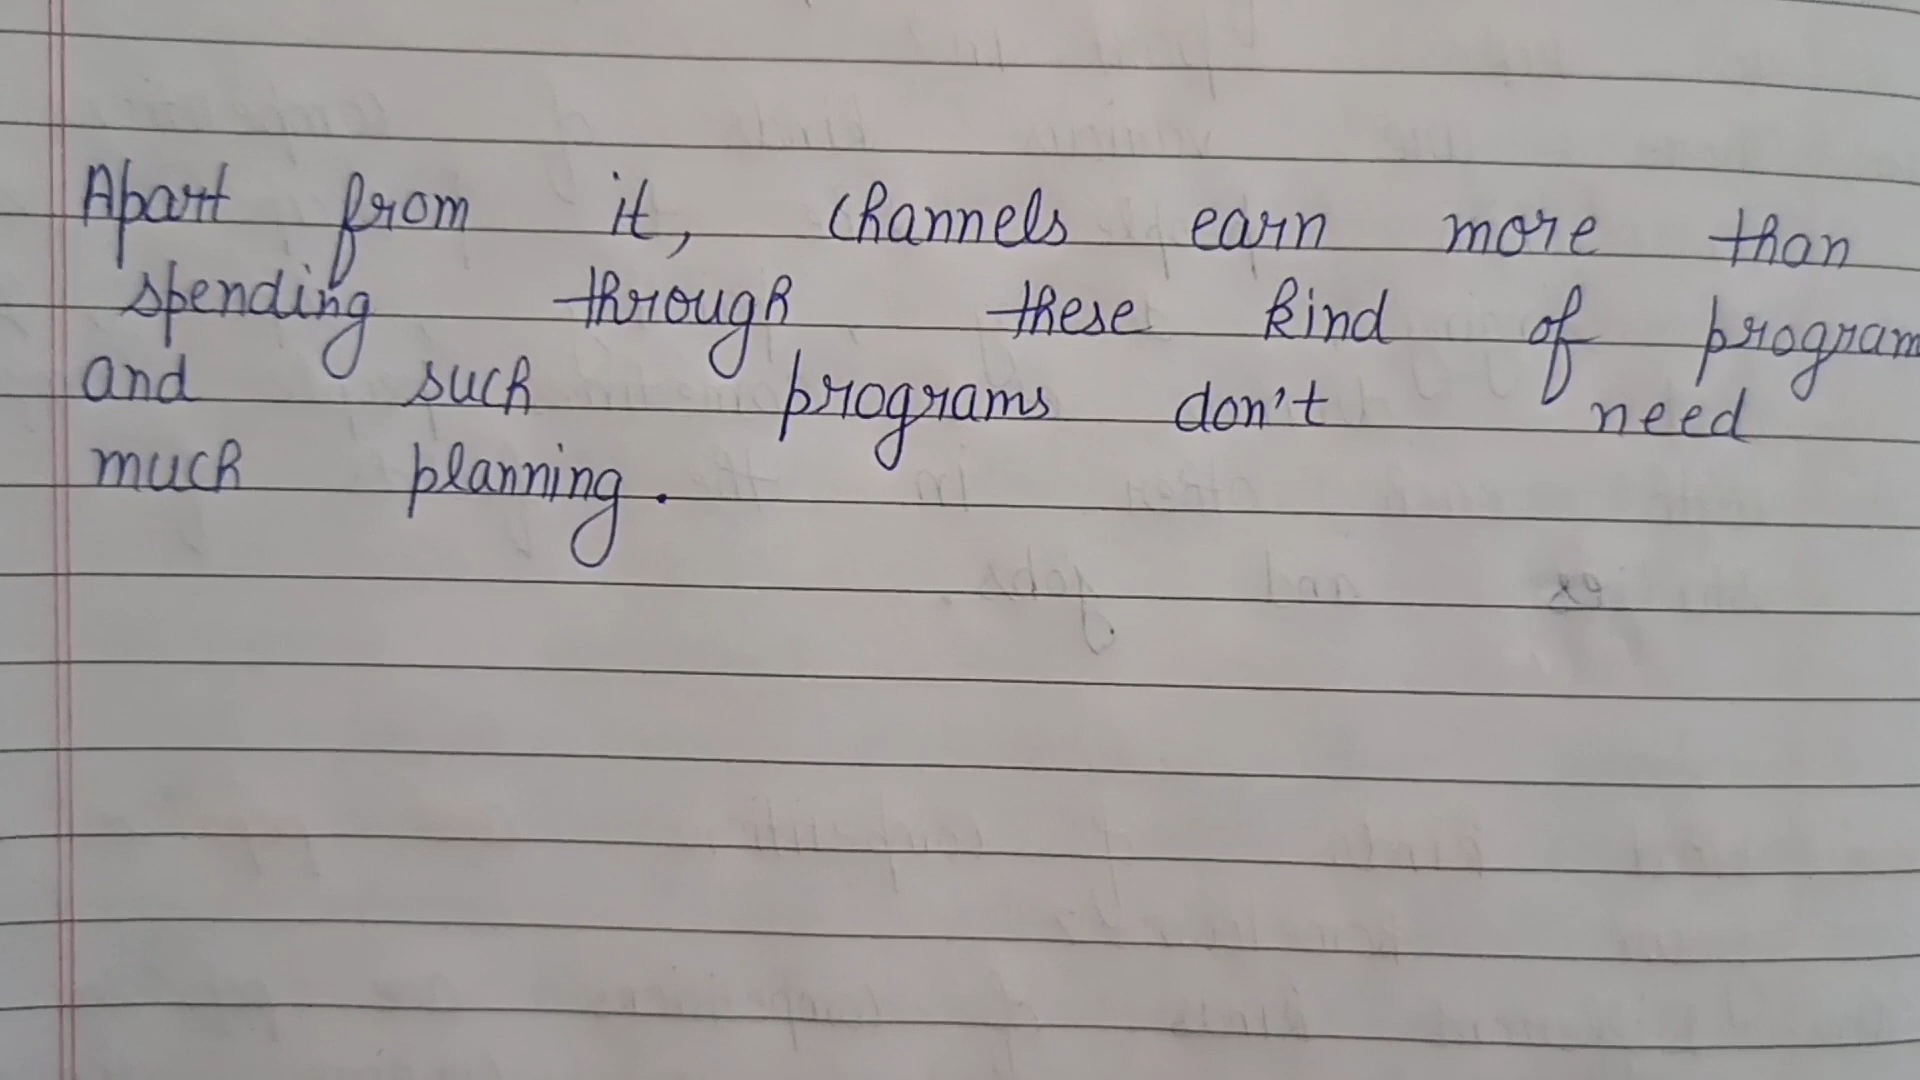 Apart from it, channels earn more than
spending through these kind of program
and such programs don't need
much planning.